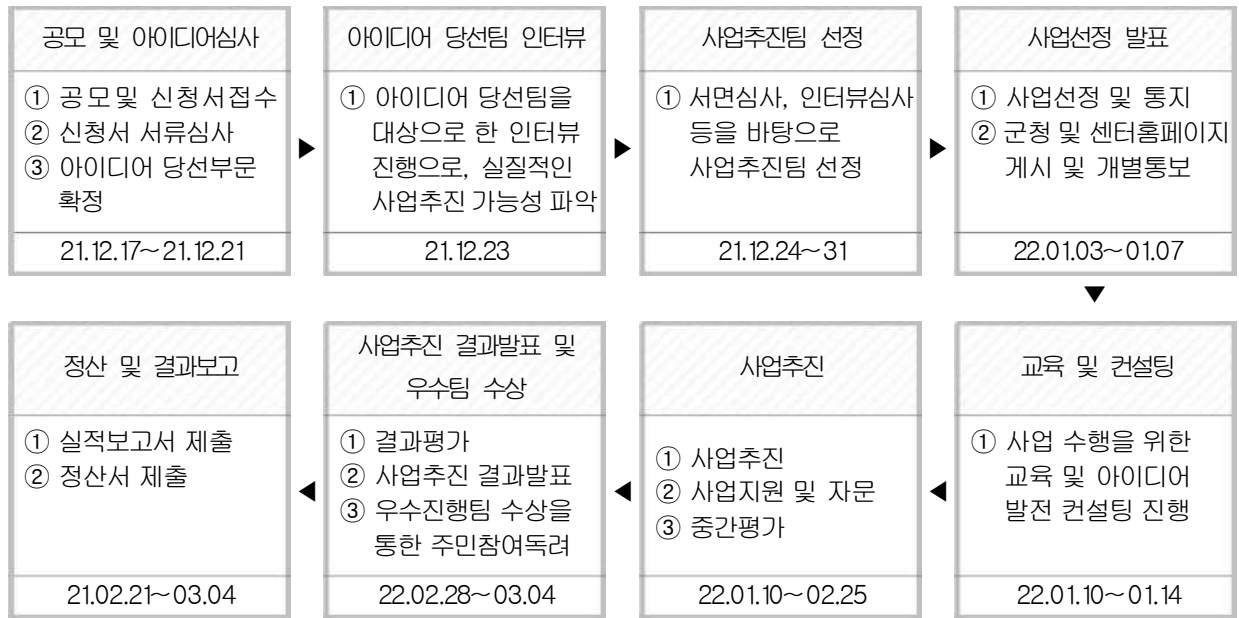 공모 및 아이디어심사
① 공모및 신청서접수
② 신청서 서류심사
③ 아이디어 당선부문
확정
21.12.17~21.12.21
아이디어 당선팀 인터뷰
① 아이디어 당선팀을
대상으로 한 인터뷰
진행으로, 실질적인
사업추진 가능성 파악
21.12.23
사업추진팀 선정
① 서면심사, 인터뷰심사
등을 바탕으로
사업추진팀 선정
21.12.24~31
사업선정 발표
① 사업선정 및 통지
② 군청 및 센터홈페이지
게시 및 개별통보
22.01.03~01.07
교육 및 컨설팅
① 사업 수행을 위한
교육 및 아이디어
발전 컨설팅 진행
22.01.10~01.14
사업추진
① 사업추진
② 사업지원 및 자문
③ 중간평가
22.01.10~02.25
사업추진 결과발표 및
우수팀 수상
① 결과평가
② 사업추진 결과발표
③ 우수진행팀 수상을
통한 주민참여독려
22.02.28~03.04
정산 및 결과보고
① 실적보고서 제출
② 정산서 제출
21.02.21~03.04